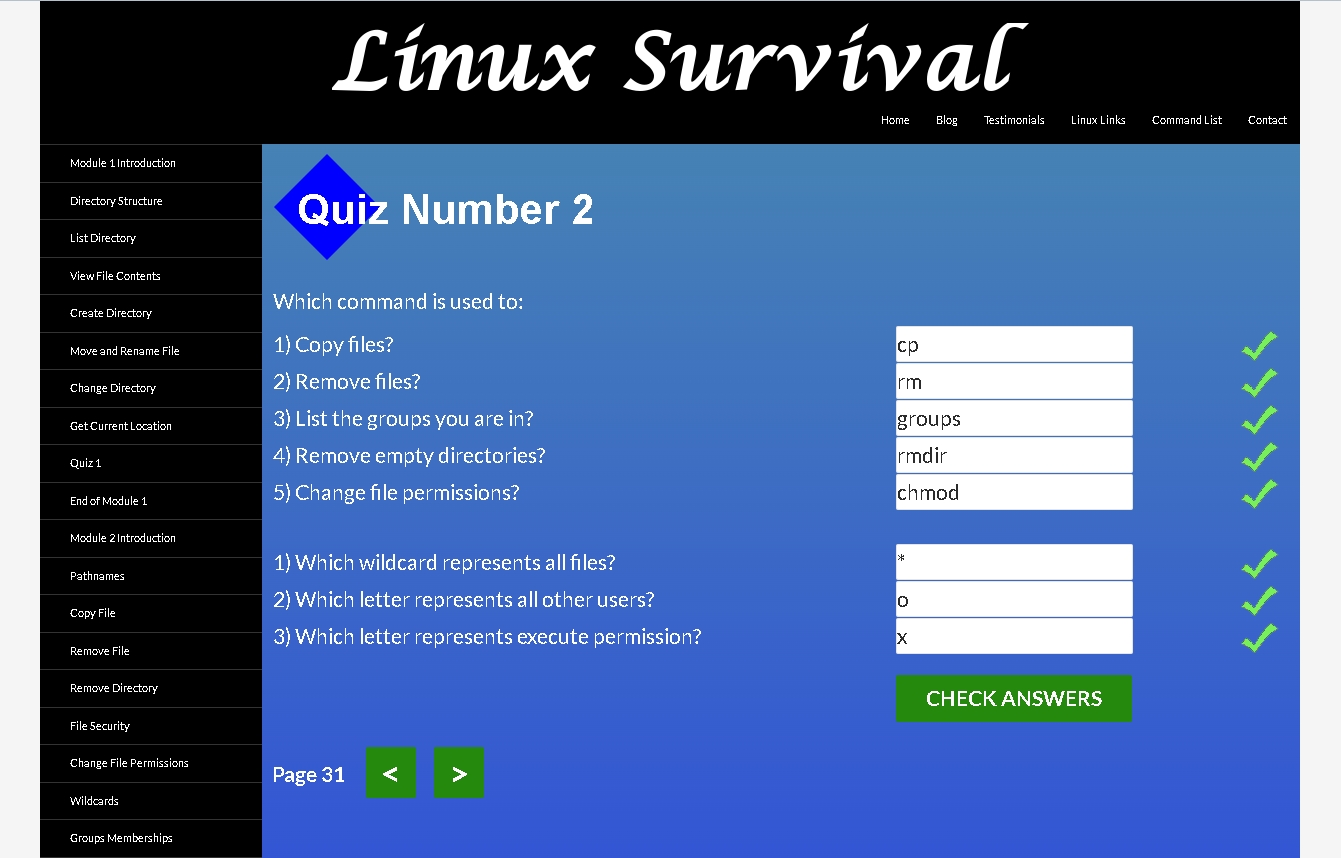 Linux Survival
Home Blog Testimonials Linux Links Command List Contact
Module 1 Introduction
Directory Structure
List Directory
View File Contents
Create Directory
Move and Rename File
Change Directory
Get Current Location
Quiz 1
End of Module 1
Module 2 Introduction
Pathnames
Copy File
Remove File
Remove Directory
File Security
Change File Permissions
Wildcards
Groups Memberships
Quiz Number 2
Which command is used to:
1) Copy files? cp
2) Remove files? rm
3) List the groups you are in? groups
4) Remove empty directories? rmdir
5) Change file permissions? chmod
1) Which wildcard represents all files? *
2) Which letter represents all other users? o
3) Which letter represents execute permission? x
CHECK ANSWERS
Page 31 < >